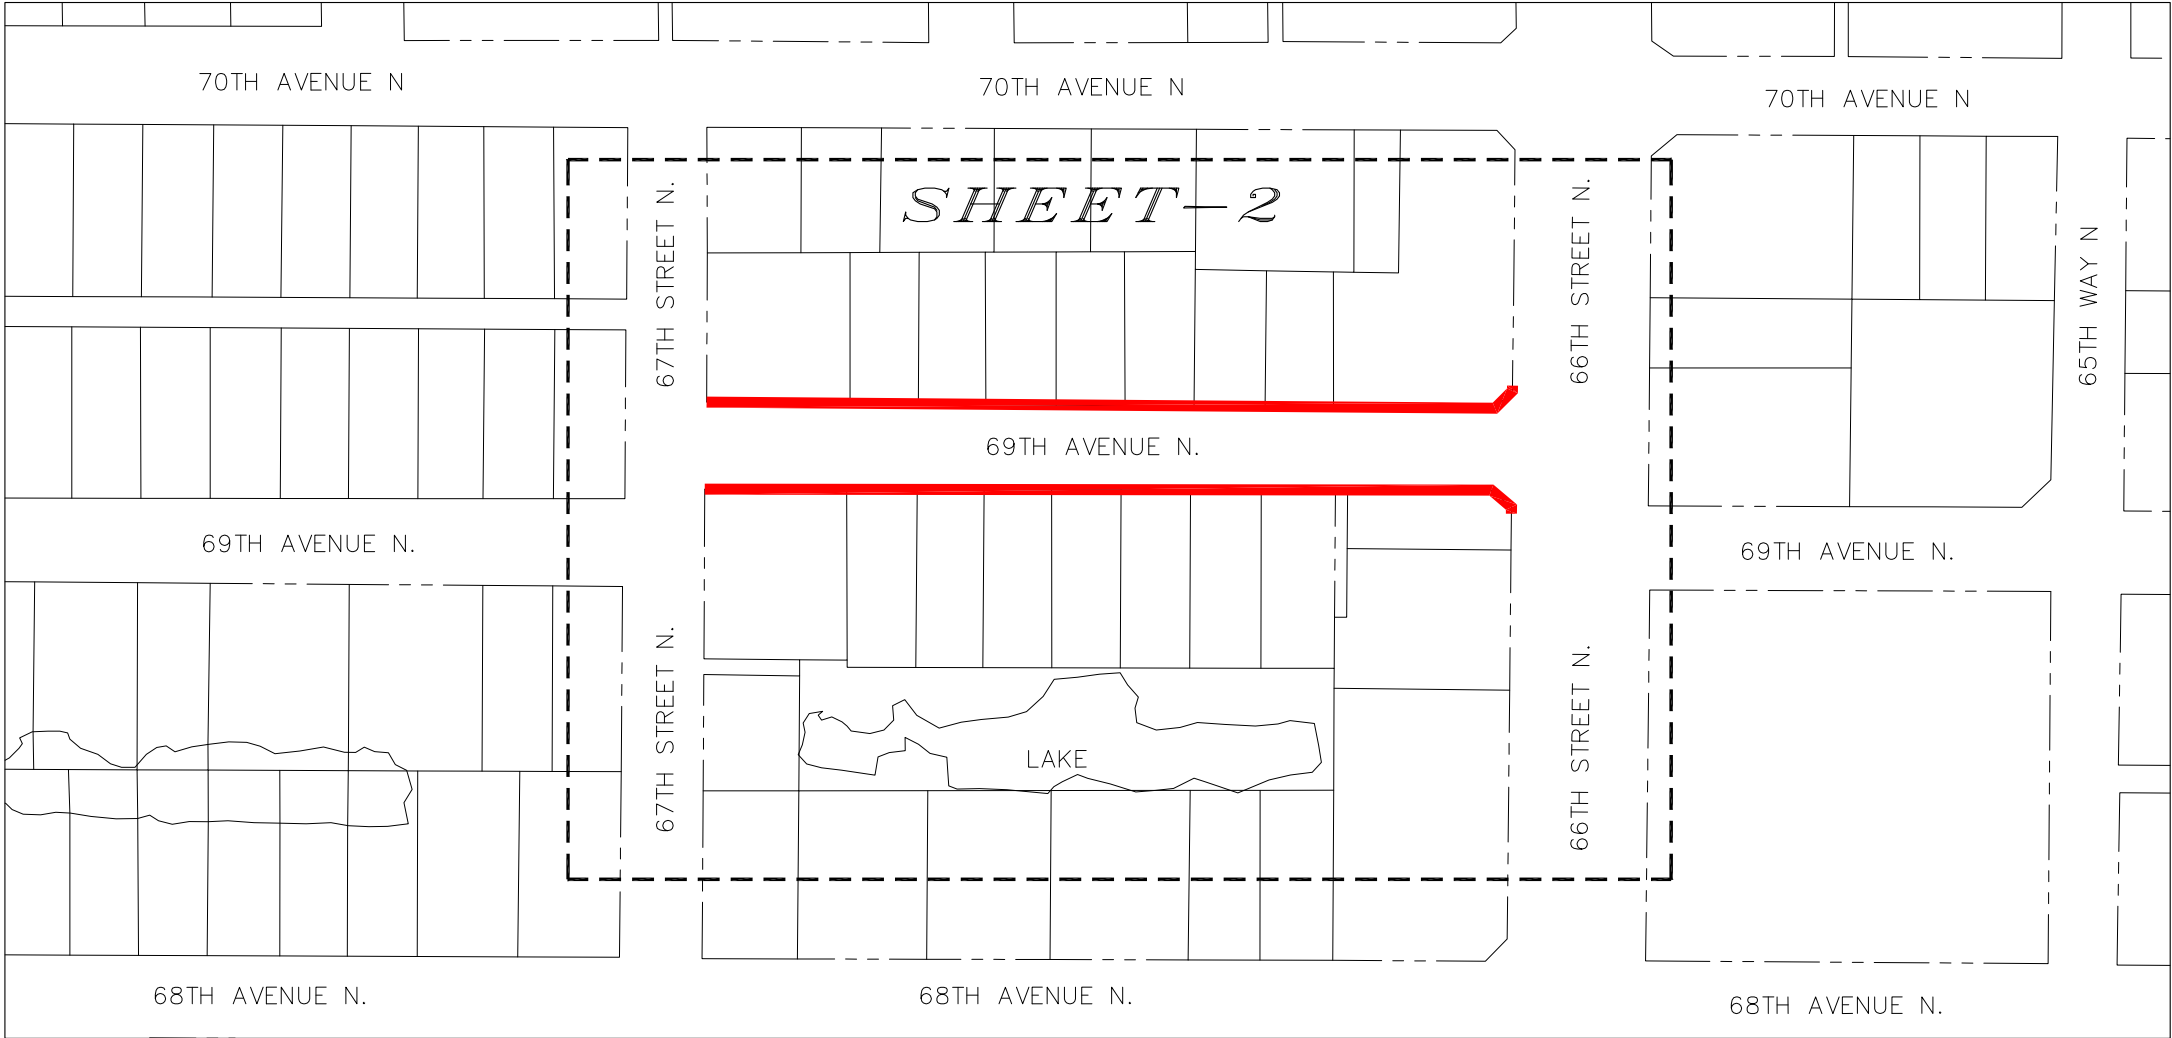 70TH AVENUE N
70TH AVENUE N
70TH AVENUE N
SHEET-2
67TH STREET N.
66TH STREET N.
65TH WAY N
69TH AVENUE N.
69TH AVENUE N.
69TH AVENUE N.
67TH STREET N.
66TH STREET N.
LAKE
68TH AVENUE N.
68TH AVENUE N.
68TH AVENUE N.